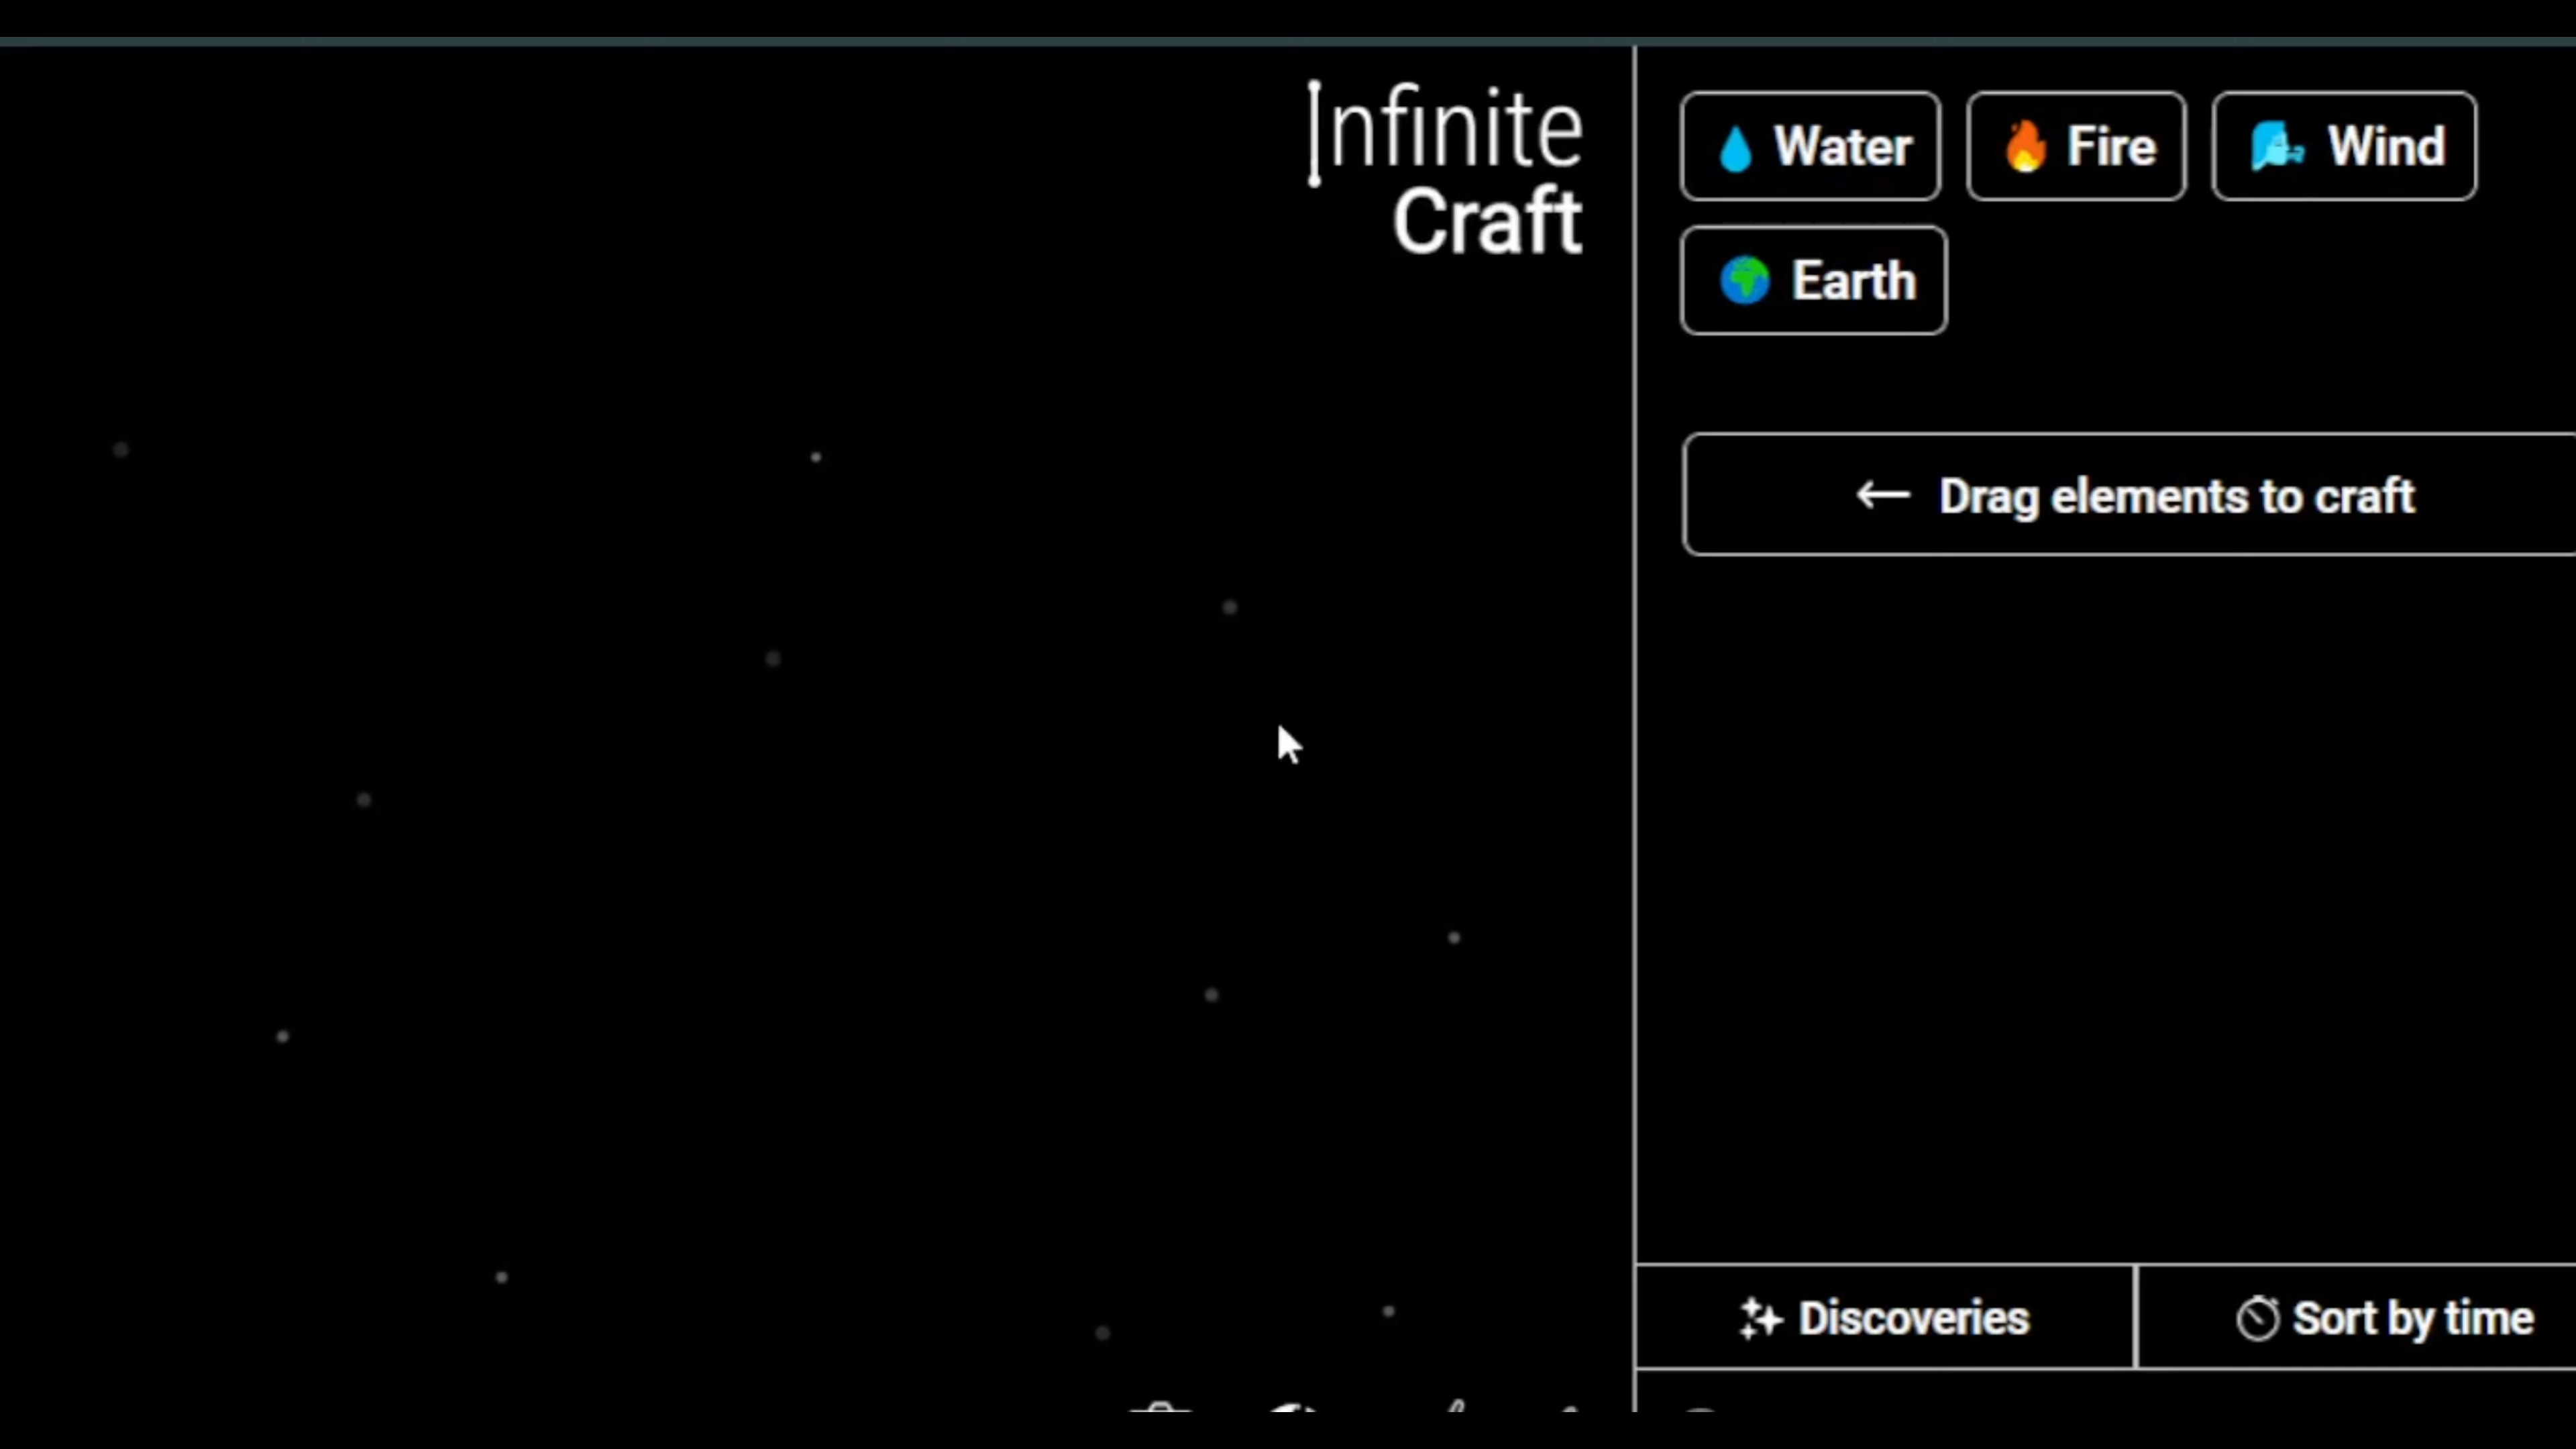 Infinite
Craft
Water
Fire
Wind
Earth
← Drag elements to craft
Discoveries
Sort by time